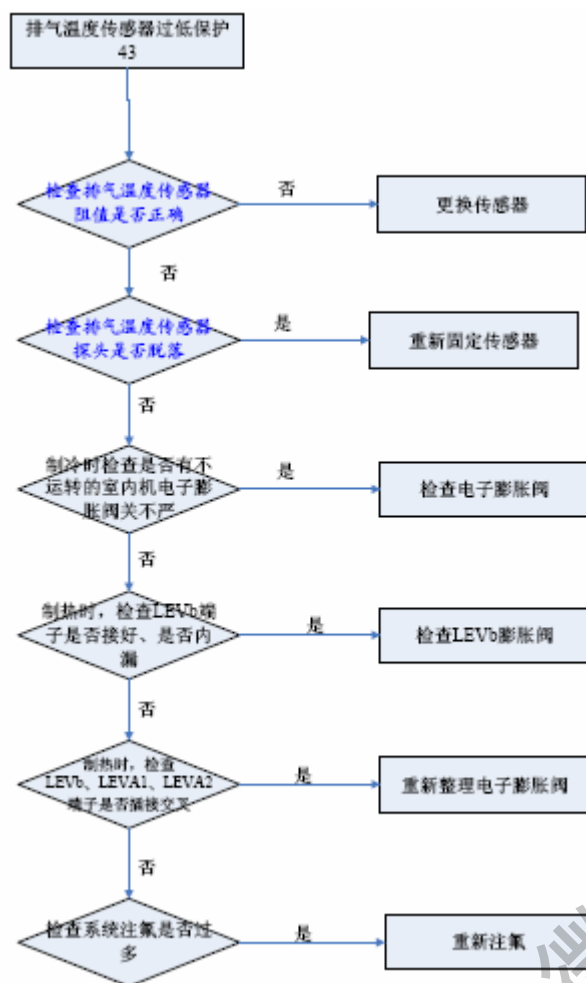 排气温度传感器过低保护
43
检查排气温度传感器
阻值是否正确
否
更换传感器
否
检查排气温度传感器
探头是否脱落
是
重新固定传感器
否
制冷时检查是否有不
运转的室内机电子膨
胀阀关不严
是
检查电子膨胀阀
否
制热时，检查LEVb端
子是否接好、是否内
漏
是
检查LEVb膨胀阀
否
制热时，检查
LEVb、LEVA1、LEVA2
端子是否插接交叉
是
重新整理电子膨胀阀
否
检查系统注氟是否过
多
是
重新注氟